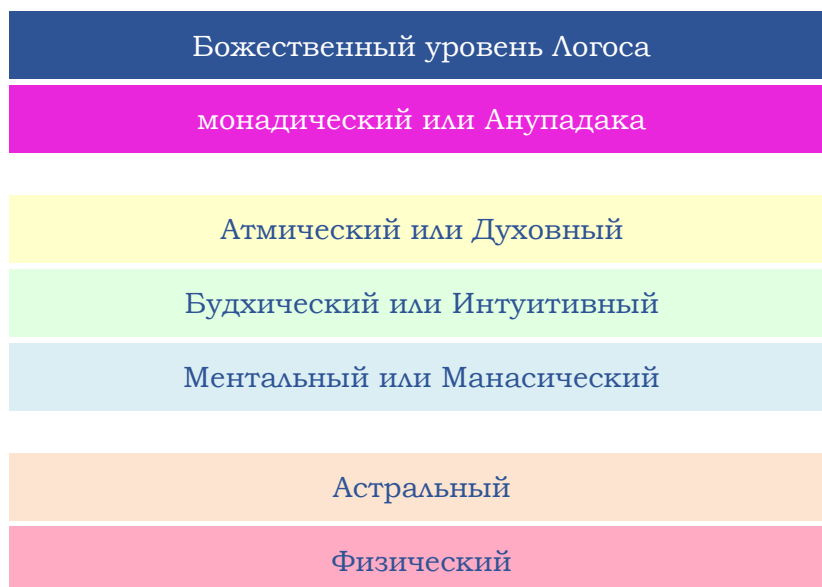 Божественный уровень Логоса
монадический или Анупадака
Атмический или Духовный
Будхический или Интуитивный
Ментальный или Манасический
Астральный
Физический